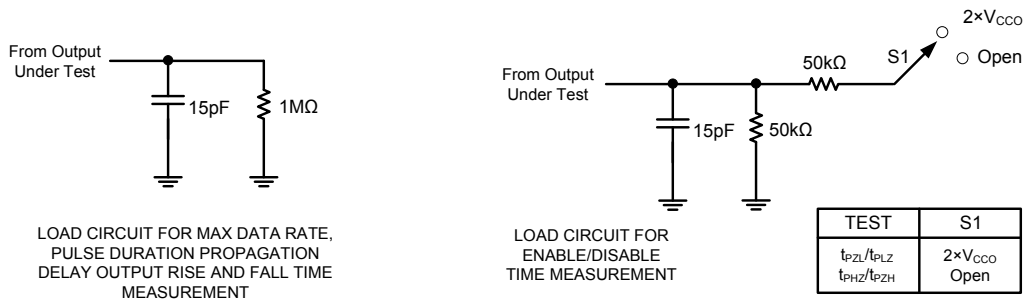 From Output
Under Test
15pF
1MΩ
LOAD CIRCUIT FOR MAX DATA RATE,
PULSE DURATION PROPAGATION
DELAY OUTPUT RISE AND FALL TIME
MEASUREMENT
2×VCCO
S1
Open
50kΩ
From Output
Under Test
15pF
50kΩ
LOAD CIRCUIT FOR
ENABLE/DISABLE
TIME MEASUREMENT
TEST S1
tPZL/tPLZ 2×VCCO
tPHZ/tPZH Open